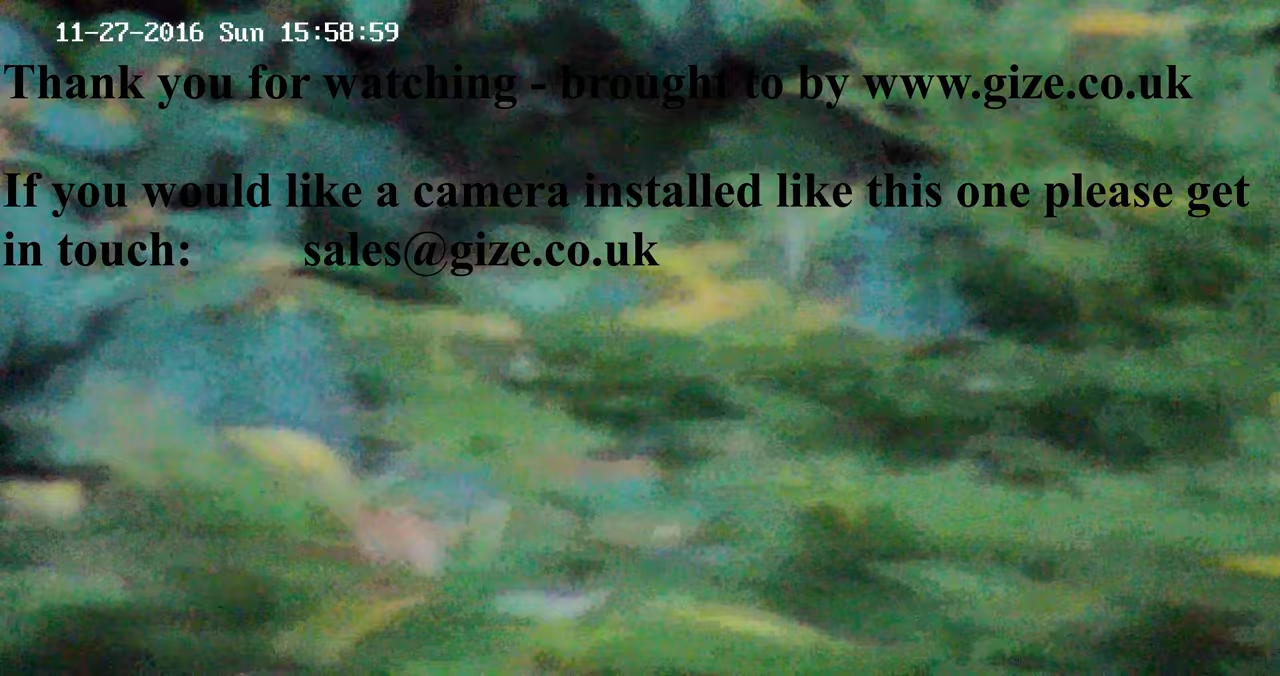 11-27-2016 Sun 15:58:59
Thank you for watching - brought to by www.gize.co.uk
If you would like a camera installed like this one please get
in touch: sales@gize.co.uk